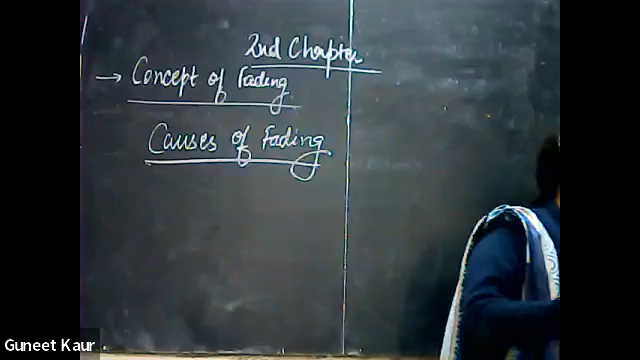 2nd Chapter
→ Concept of Fading
Causes of Fading
Guneet Kaur